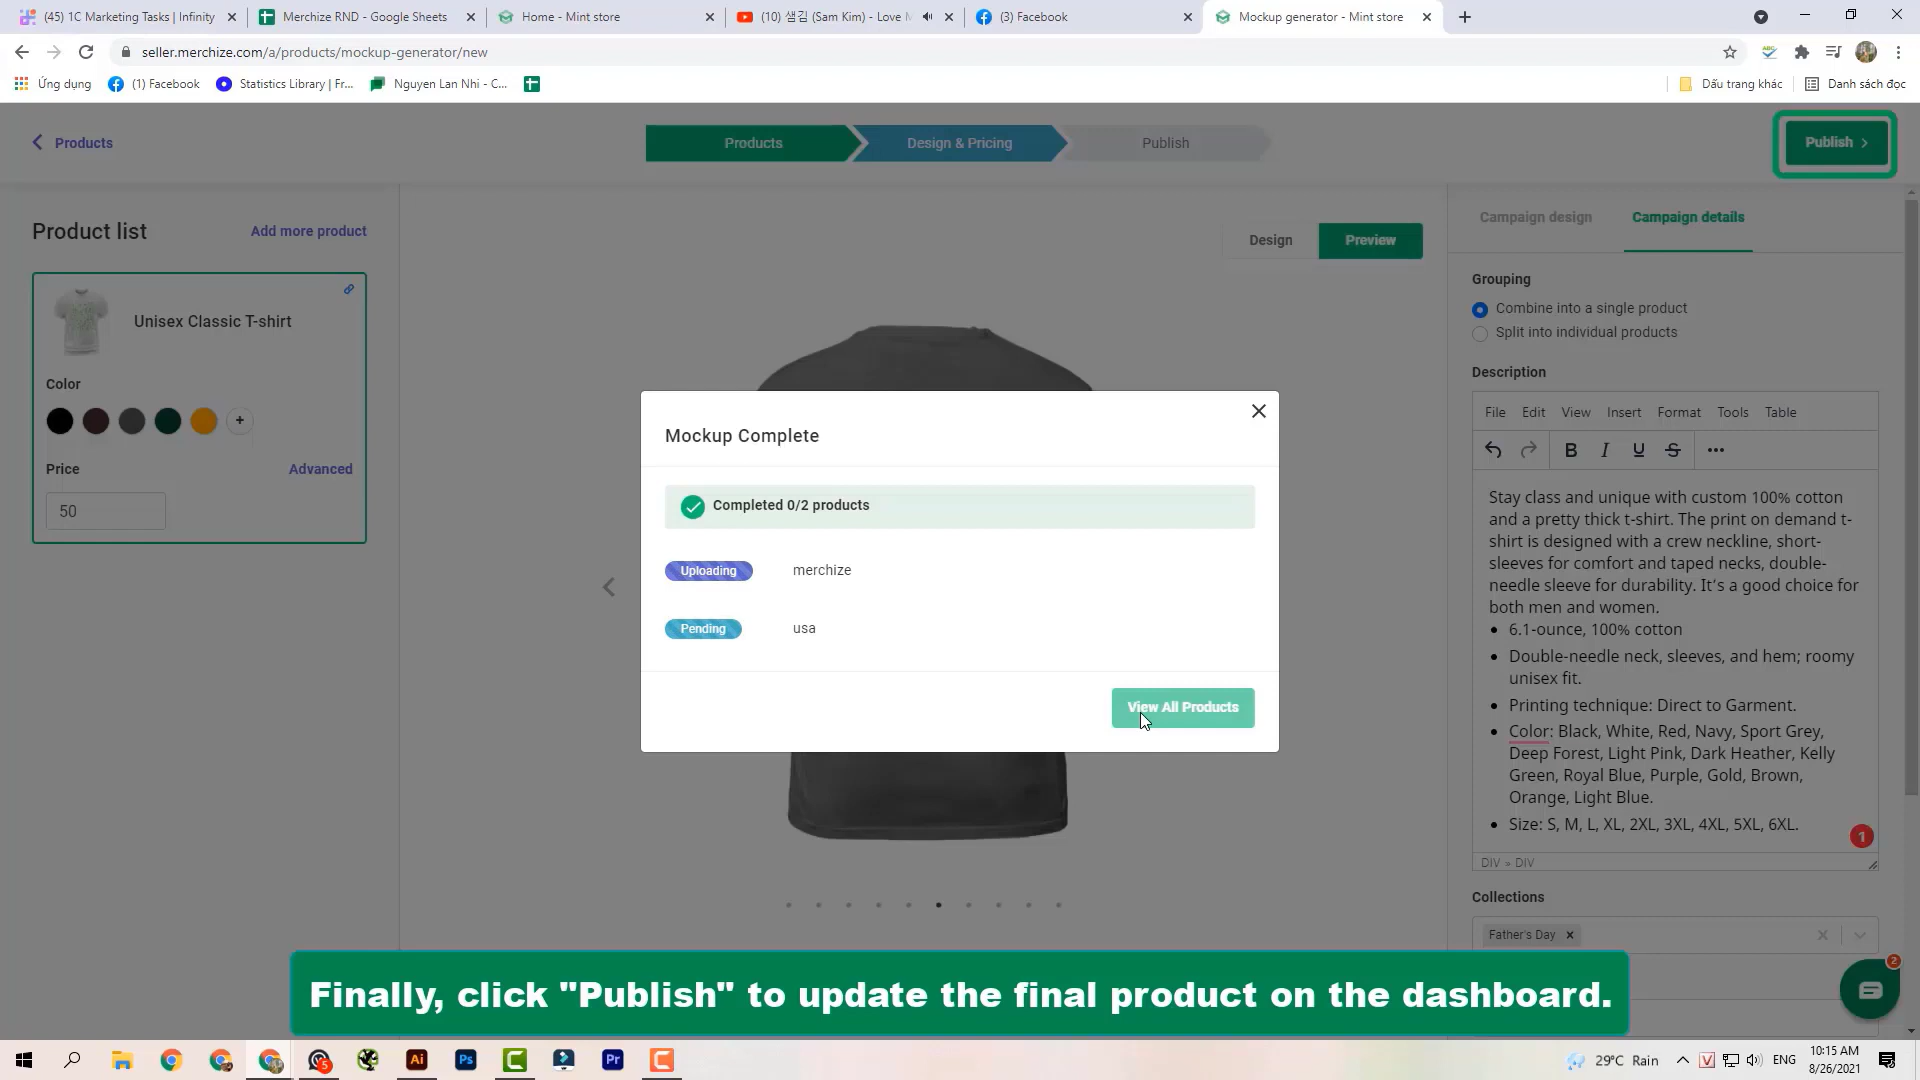 (45) 1C Marketing Tasks | Infinity
Merchize RND - Google Sheets
Home - Mint store
(10) 샘김 (Sam Kim) - Love M
(3) Facebook
Mockup generator - Mint store
seller.merchize.com/a/products/mockup-generator/new
Ứng dụng
(1) Facebook
Statistics Library | Fr...
Nguyen Lan Nhi - C...
Dấu trang khác
Danh sách đọc
Products
Products
Design & Pricing
Publish
Publish
Product list
Add more product
Unisex Classic T-shirt
Color
+
Price
Advanced
50
Design
Preview
Mockup Complete
Completed 0/2 products
Uploading
merchize
Pending
usa
View All Products
Campaign design
Campaign details
Grouping
Combine into a single product
Split into individual products
Description
File Edit View Insert Format Tools Table
B I U S
Stay class and unique with custom 100% cotton
and a pretty thick t-shirt. The print on demand t-
shirt is designed with a crew neckline, short-
sleeves for comfort and taped necks, double-
needle sleeve for durability. It's a good choice for
both men and women.
• 6.1-ounce, 100% cotton
• Double-needle neck, sleeves, and hem; roomy
unisex fit.
• Printing technique: Direct to Garment.
• Color: Black, White, Red, Navy, Sport Grey,
Deep Forest, Light Pink, Dark Heather, Kelly
Green, Royal Blue, Purple, Gold, Brown,
Orange, Light Blue.
• Size: S, M, L, XL, 2XL, 3XL, 4XL, 5XL, 6XL.
1
DIV » DIV
Collections
Father's Day
2
Finally, click "Publish" to update the final product on the dashboard.
5
Ai
Ps
Pr
29°C Rain
V
ENG
10:15 AM
8/26/2021